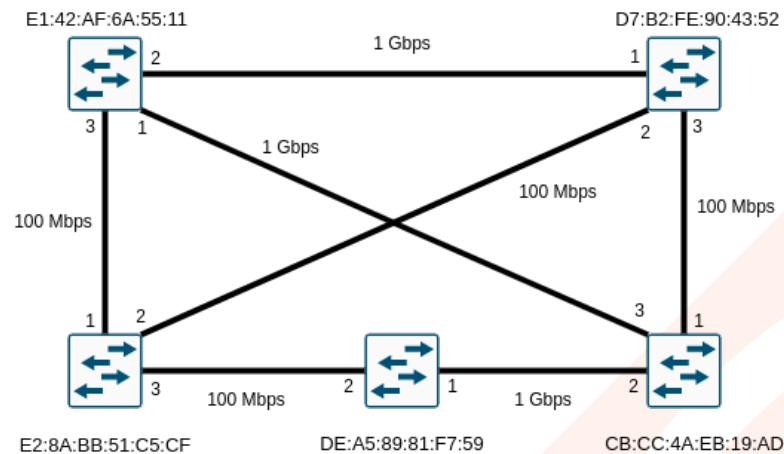 E1:42:AF:6A:55:11
D7:B2:FE:90:43:52
2
1 Gbps
1
3
1
1 Gbps
2
3
100 Mbps
100 Mbps
100 Mbps
1
2
3
1
3
100 Mbps
2
1
1 Gbps
2
E2:8A:BB:51:C5:CF
DE:A5:89:81:F7:59
CB:CC:4A:EB:19:AD